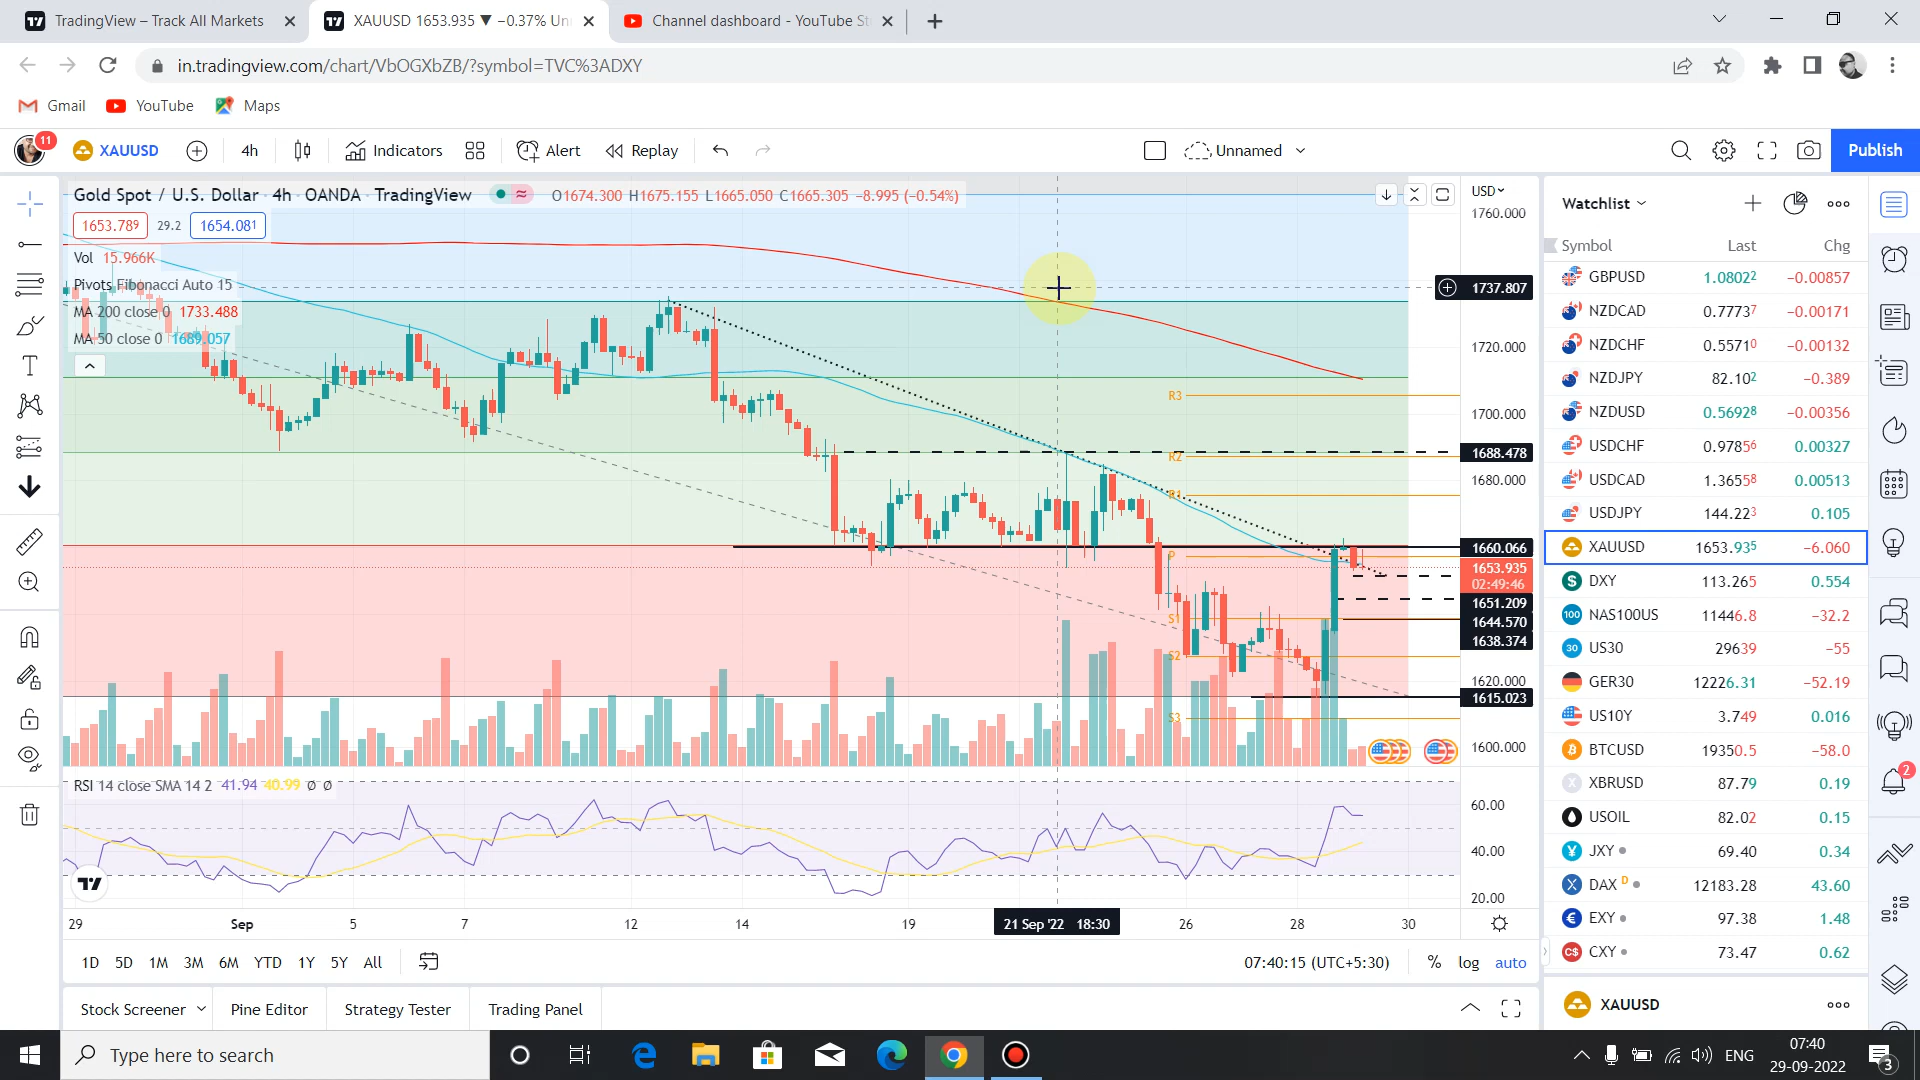 TradingView – Track All Markets
XAUUSD 1653.935 ▼ −0.37% Un
Channel dashboard - YouTube St
in.tradingview.com/chart/VbOGXbZB/?symbol=TVC%3ADXY
Gmail YouTube Maps
11
XAUUSD 4h Indicators Alert Replay Unnamed Publish
Gold Spot / U.S. Dollar · 4h · OANDA · TradingView O1674.300 H1675.155 L1665.050 C1665.305 −8.995 (−0.54%)
1653.789 29.2 1654.081
Vol 15.966K
Pivots Fibonacci Auto 15
MA 200 close 0 1733.488
MA 50 close 0 1689.057
R3
R2
R1
P
S1
S2
S3
USD
1760.000
1737.807
1720.000
1700.000
1688.478
1680.000
1660.066
1653.935
02:49:46
1651.209
1644.570
1638.374
1620.000
1615.023
1600.000
RSI 14 close SMA 14 2 41.94 40.99 ø ø
60.00
40.00
20.00
29 Sep 5 7 12 14 19 21 Sep '22 18:30 26 28 30
1D 5D 1M 3M 6M YTD 1Y 5Y All
07:40:15 (UTC+5:30) % log auto
Stock Screener Pine Editor Strategy Tester Trading Panel
Watchlist
Symbol Last Chg
GBPUSD 1.08022 −0.00857
NZDCAD 0.77737 −0.00171
NZDCHF 0.55710 −0.00132
NZDJPY 82.102 −0.389
NZDUSD 0.56928 −0.00356
USDCHF 0.97856 0.00327
USDCAD 1.36558 0.00513
USDJPY 144.223 0.105
XAUUSD 1653.935 −6.060
DXY 113.265 0.554
100 NAS100US 11446.8 −32.2
30 US30 29639 −55
GER30 12226.31 −52.19
US10Y 3.749 0.016
BTCUSD 19350.5 −58.0
XBRUSD 87.79 0.19
USOIL 82.02 0.15
JXY 69.40 0.34
DAX D 12183.28 43.60
EXY 97.38 1.48
C$ CXY 73.47 0.62
XAUUSD
2
Type here to search
ENG
07:40
29-09-2022
3